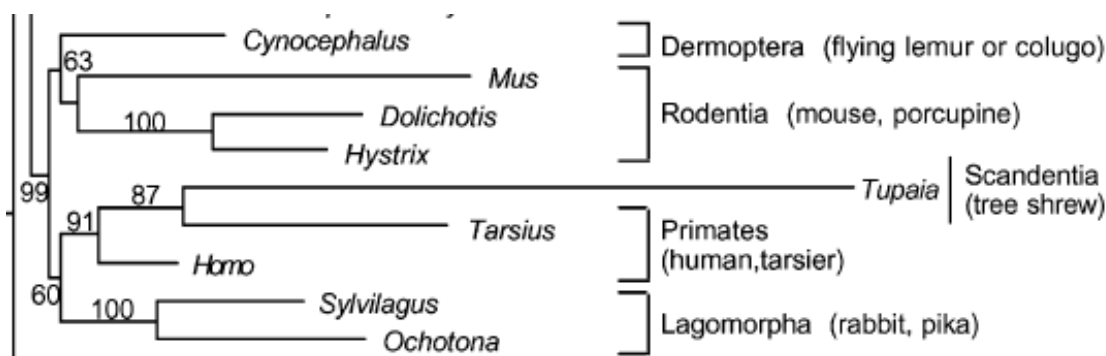 Cynocephalus
Dermoptera (flying lemur or colugo)
63
Mus
Dolichotis
Rodentia (mouse, porcupine)
100
Hystrix
99
87
Tupaia
Scandentia
(tree shrew)
91
Tarsius
Primates
(human,tarsier)
Homo
60
Sylvilagus
100
Lagomorpha (rabbit, pika)
Ochotona